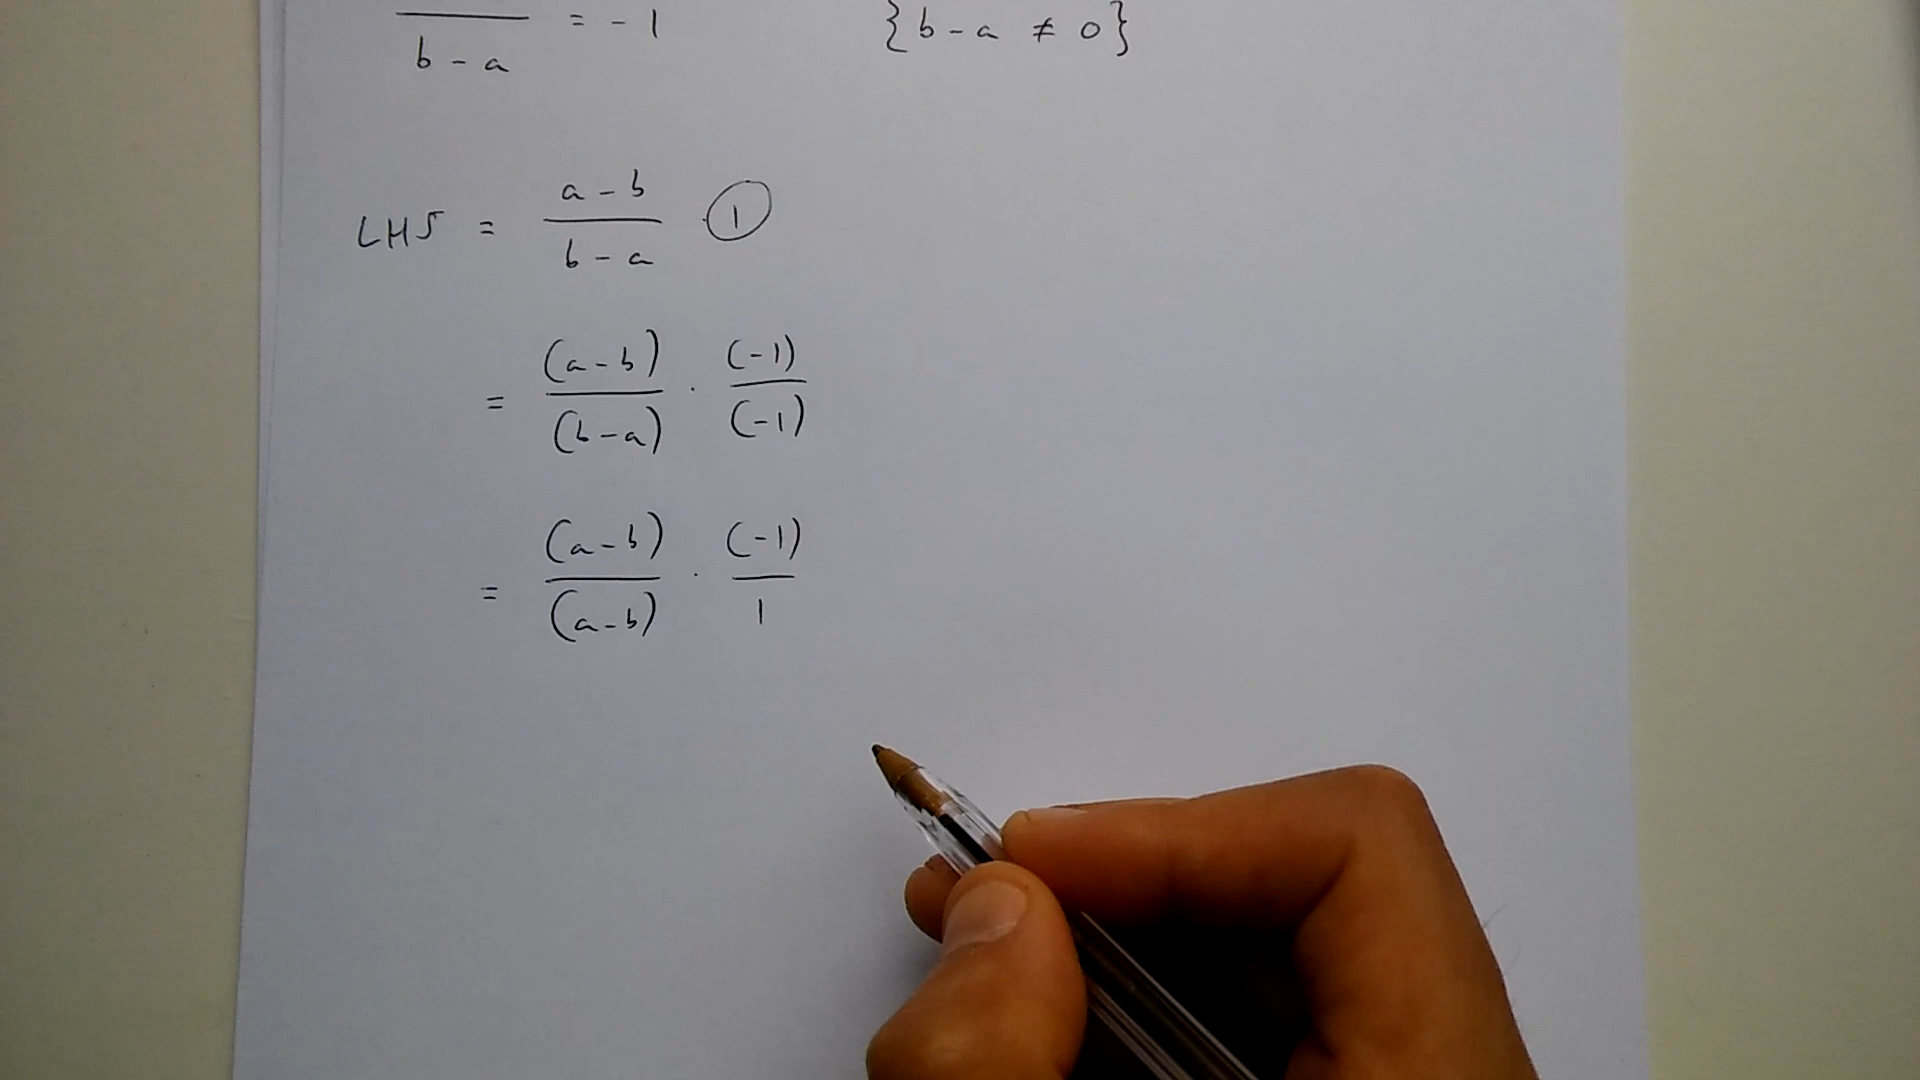 b - a = - 1 {b - a ≠ 0}
LHS = a - b / b - a 1
= (a - b) / (b - a) · (-1) / (-1)
= (a - b) / (a - b) · (-1) / 1